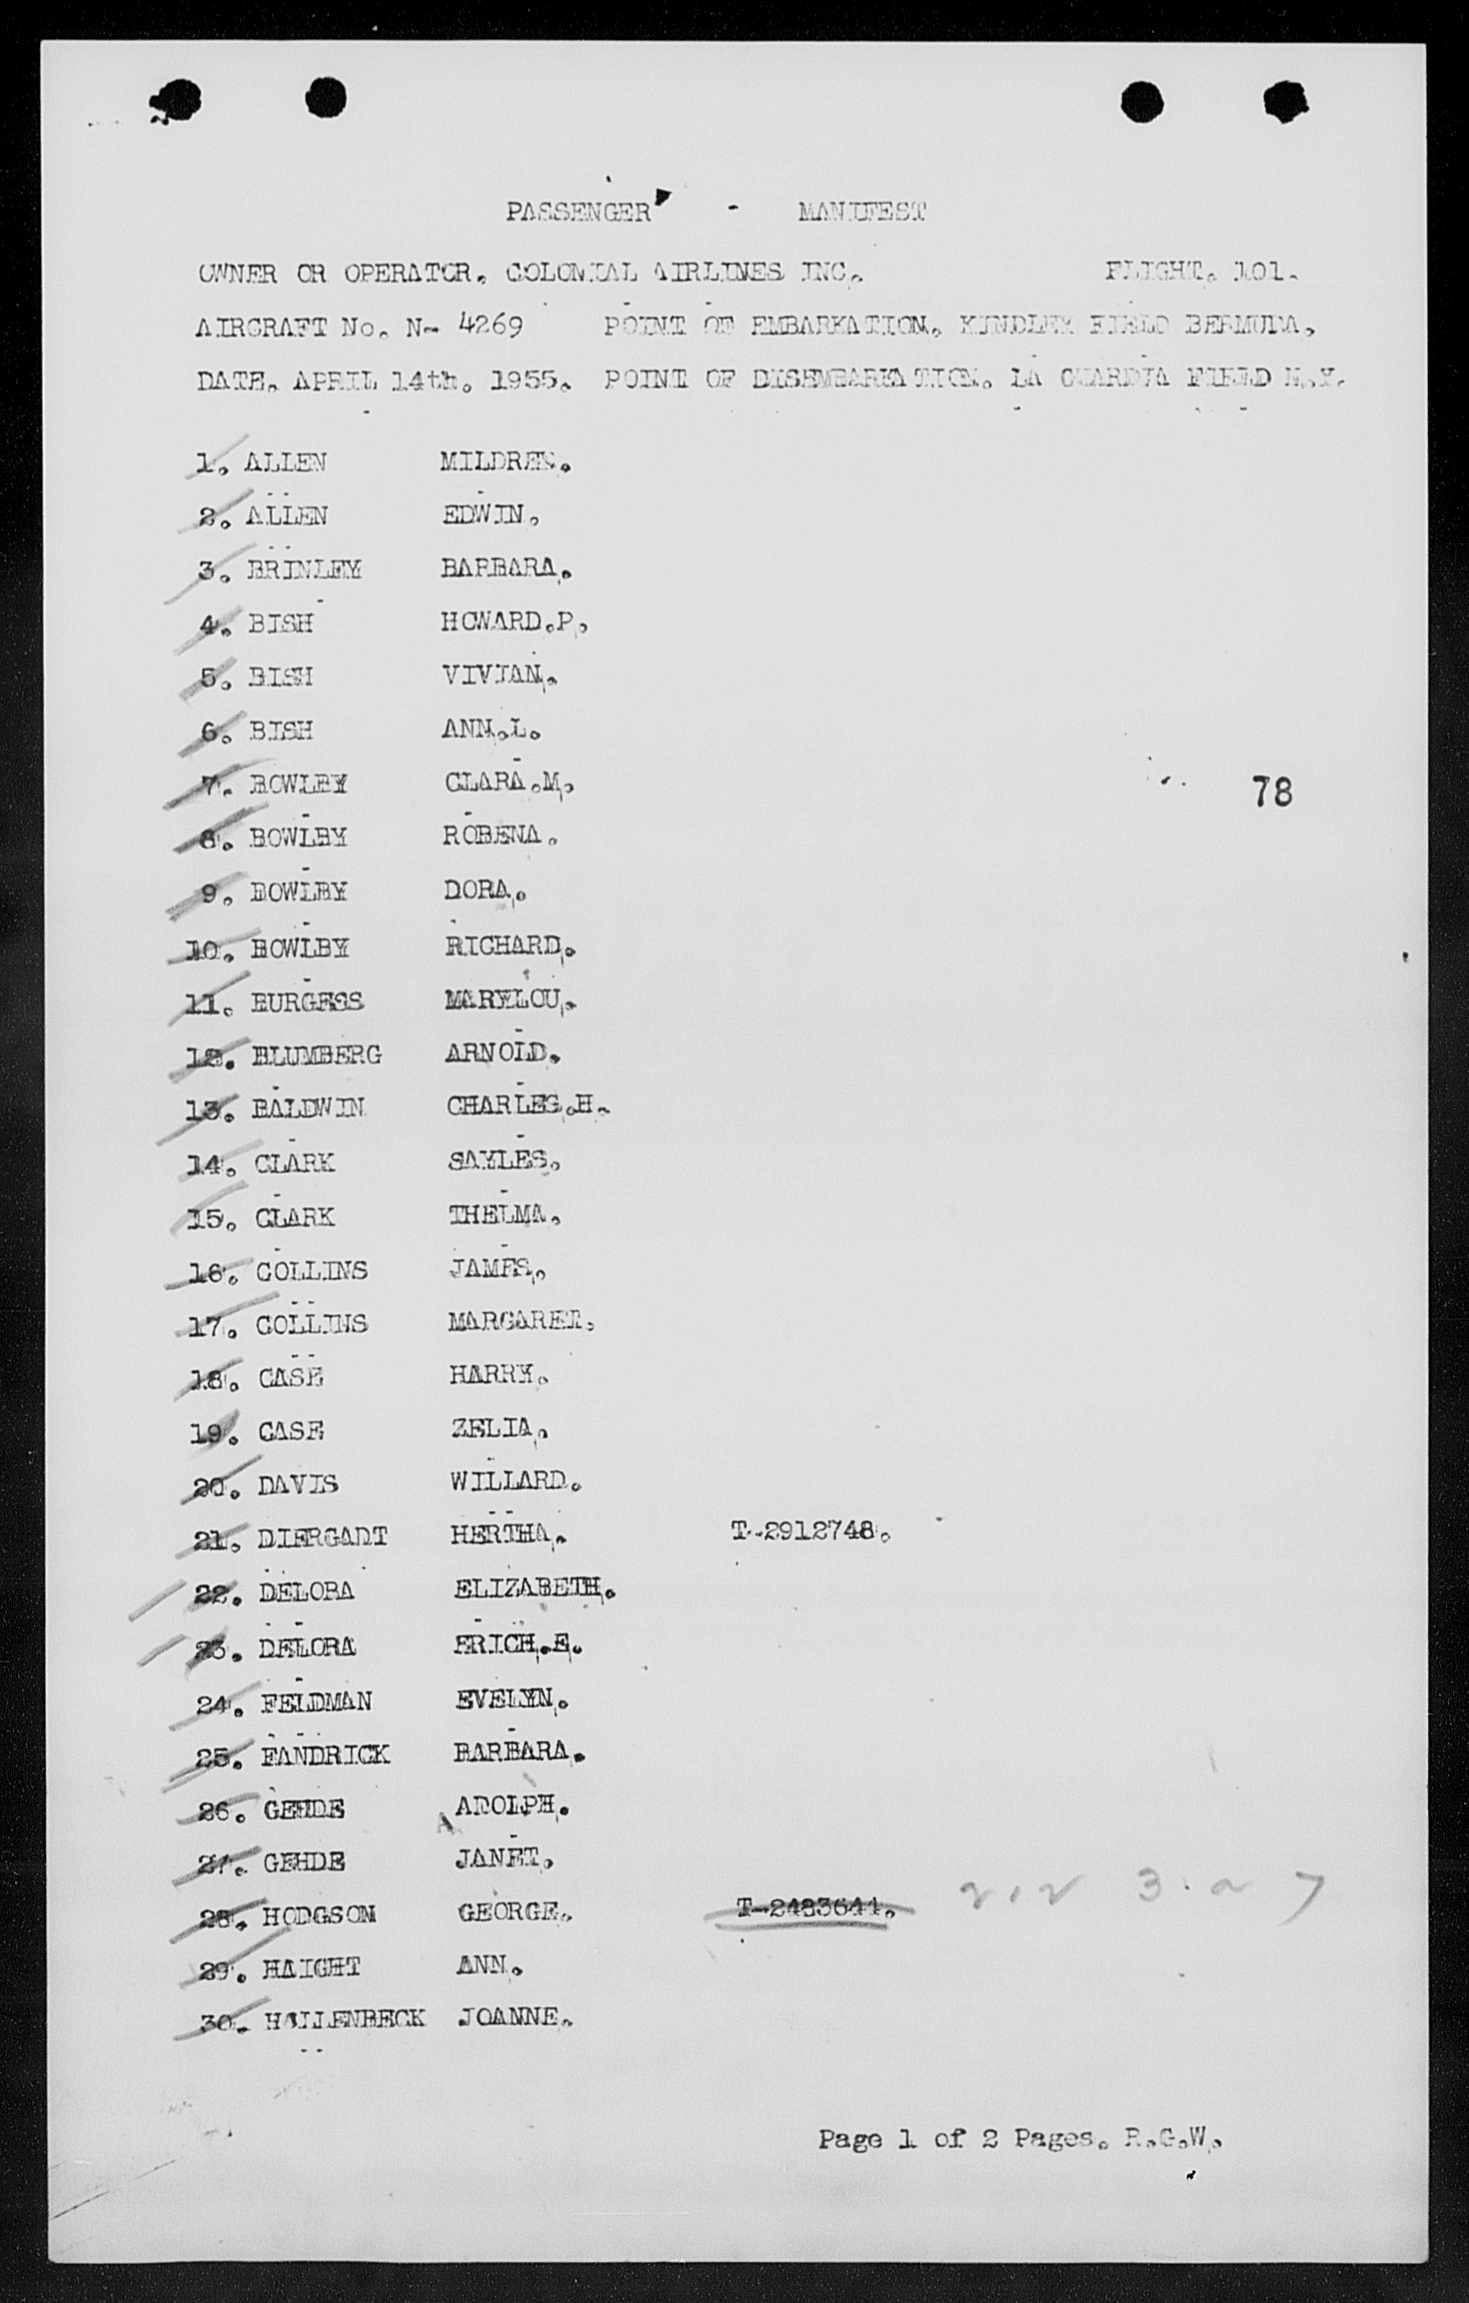 PASSENGER - MANIFEST
OWNER OR OPERATOR. COLONIAL AIRLINES INC. FLIGHT. 101.
AIRCRAFT No. N- 4269 POINT OF EMBARKATION. KINDLEY FIELD BERMUDA.
DATE. APRIL 14th. 1955. POINT OF DISEMBARKATION. LA GUARDIA FIELD N.Y.
1. ALLEN MILDRED.
2. ALLEN EDWIN.
3. BRINLEY BARBARA.
4. BISH HOWARD.P.
5. BISH VIVIAN.
6. BISH ANN.L.
7. BOWLBY CLARA.M.
78
8. BOWLBY ROBENA.
9. BOWLBY DORA.
10. BOWLBY RICHARD.
11. BURGESS MARYLOU.
12. BLUMBERG ARNOLD.
13. BALDWIN CHARLES.H.
14. CLARK SAYLES.
15. CLARK THELMA.
16. COLLINS JAMES.
17. COLLINS MARGARET.
18. CASE HARRY.
19. CASE ZELIA.
20. DAVIS WILLARD.
21. DIERGADT HERTHA. T-2912748.
22. DELORA ELIZABETH.
23. DELORA ERICH.E.
24. FELDMAN EVELYN.
25. FANDRICK BARBARA.
26. GEHDE ADOLPH.
27. GEHDE JANET.
28. HODGSON GEORGE. T-2483641.
29. HAIGHT ANN.
30. HALLENBECK JOANNE.
Page 1 of 2 Pages. R.G.W.